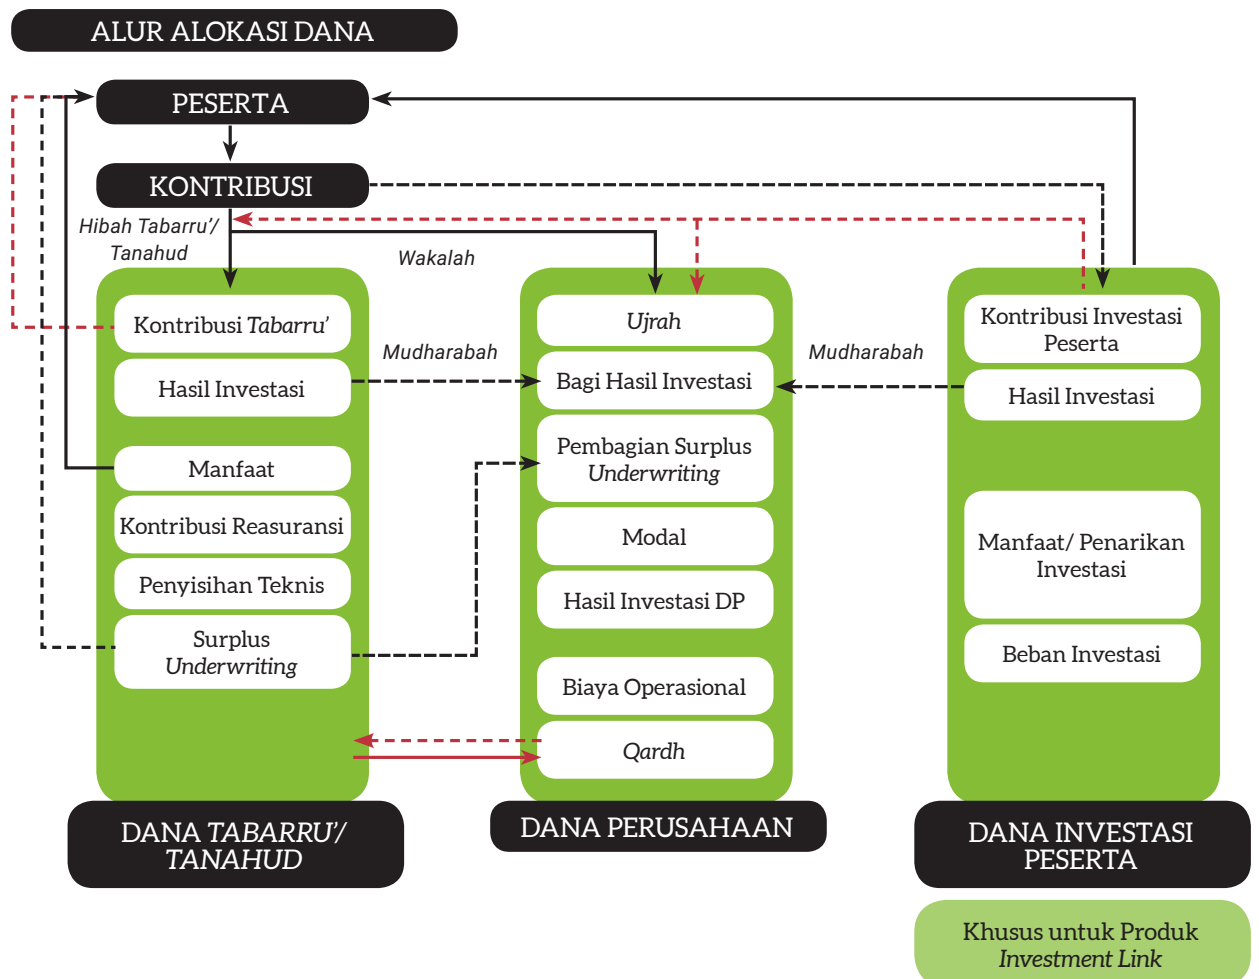 ALUR ALOKASI DANA
PESERTA
KONTRIBUSI
Hibah Tabarru'/
Tanahud
Wakalah
Kontribusi Tabarru'
Hasil Investasi
Manfaat
Kontribusi Reasuransi
Penyisihan Teknis
Surplus
Underwriting
DANA TABARRU'/
TANAHUD
Mudharabah
Ujrah
Bagi Hasil Investasi
Pembagian Surplus
Underwriting
Modal
Hasil Investasi DP
Biaya Operasional
Qardh
DANA PERUSAHAAN
Mudharabah
Kontribusi Investasi
Peserta
Hasil Investasi
Manfaat/ Penarikan
Investasi
Beban Investasi
DANA INVESTASI
PESERTA
Khusus untuk Produk
Investment Link